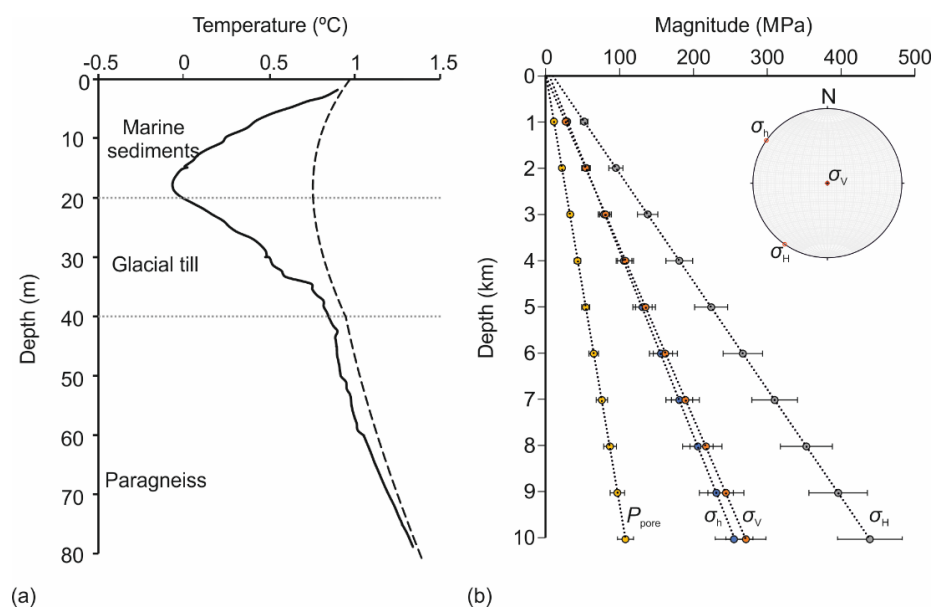 Temperature (ºC)
-0.5 0 0.5 1 1.5
0
10
20
30
40
50
60
70
80
Depth (m)
Marine
sediments
Glacial till
Paragneiss
(a)
Magnitude (MPa)
0 100 200 300 400 500
0
1
2
3
4
5
6
7
8
9
10
Depth (km)
N
σh
σV
σH
Ppore
σh σV
σH
(b)